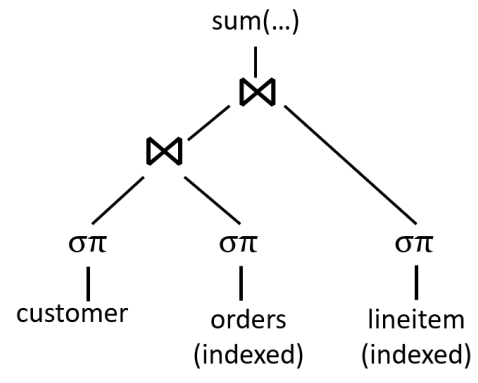 sum(...)
⋈
⋈
σπ σπ σπ
customer orders lineitem
(indexed) (indexed)